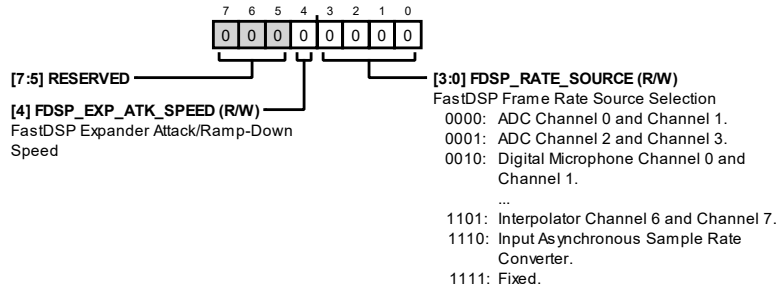 7 6 5 4 3 2 1 0
0 0 0 0 0 0 0 0
[7:5] RESERVED
[4] FDSP_EXP_ATK_SPEED (R/W)
FastDSP Expander Attack/Ramp-Down
Speed
[3:0] FDSP_RATE_SOURCE (R/W)
FastDSP Frame Rate Source Selection
0000: ADC Channel 0 and Channel 1.
0001: ADC Channel 2 and Channel 3.
0010: Digital Microphone Channel 0 and
Channel 1.
...
1101: Interpolator Channel 6 and Channel 7.
1110: Input Asynchronous Sample Rate
Converter.
1111: Fixed.